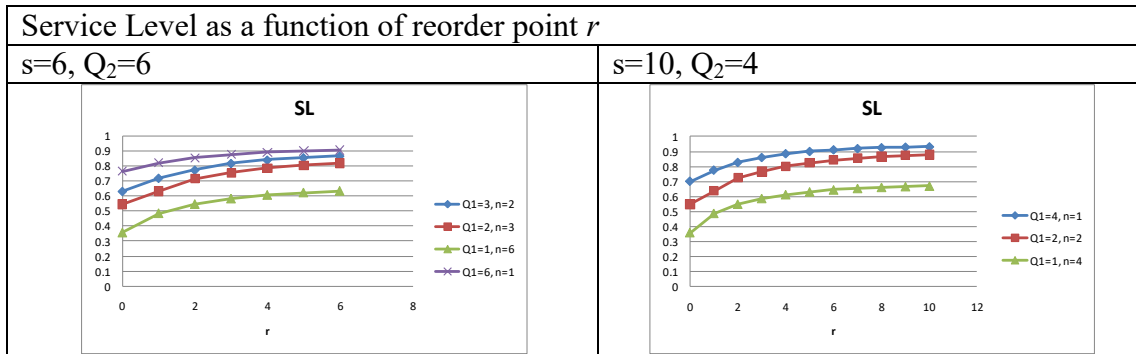 Service Level as a function of reorder point r
s=6, Q2=6
s=10, Q2=4
SL
1
0.9
0.8
0.7
0.6
0.5
0.4
0.3
0.2
0.1
0
0 2 4 6 8
r
Q1=3, n=2
Q1=2, n=3
Q1=1, n=6
Q1=6, n=1
SL
1
0.9
0.8
0.7
0.6
0.5
0.4
0.3
0.2
0.1
0
0 2 4 6 8 10 12
r
Q1=4, n=1
Q1=2, n=2
Q1=1, n=4